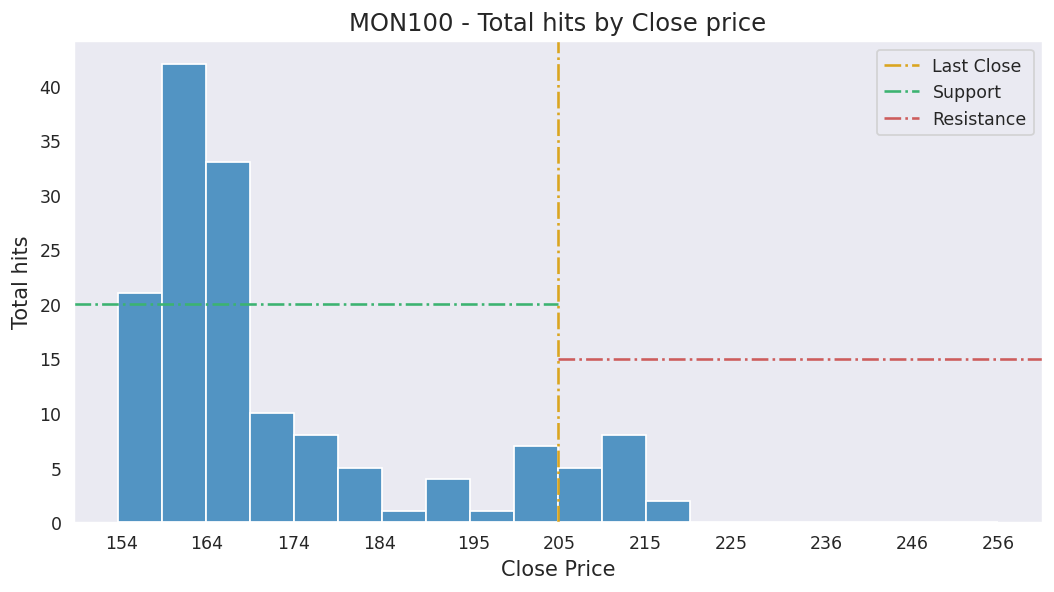 MON100 - Total hits by Close price
Last Close
Support
Resistance
Total hits
40
35
30
25
20
15
10
5
0
154 164 174 184 195 205 215 225 236 246 256
Close Price